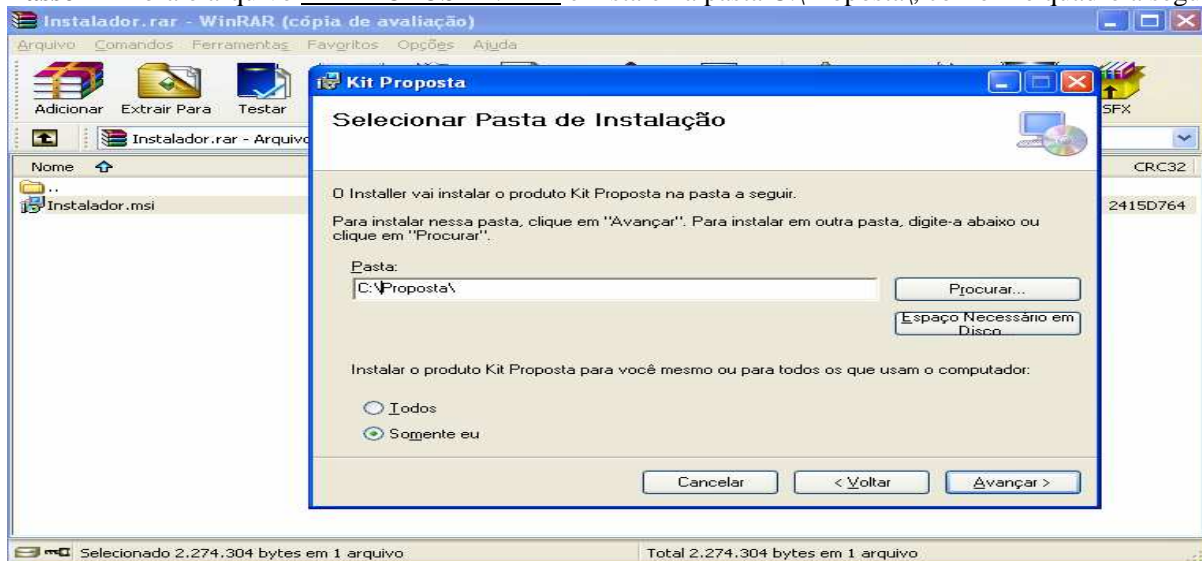 Instalador.rar - WinRAR (cópia de avaliação)
Arquivo Comandos Ferramentas Favoritos Opções Ajuda
Adicionar Extrair Para Testar SFX
Instalador.rar - Arquivo
Nome CRC32
..
Instalador.msi 2415D764
Kit Proposta
Selecionar Pasta de Instalação
O Installer vai instalar o produto Kit Proposta na pasta a seguir.
Para instalar nessa pasta, clique em "Avançar". Para instalar em outra pasta, digite-a abaixo ou
clique em "Procurar".
Pasta:
C:\Proposta\
Procurar...
Espaço Necessário em
Disco
Instalar o produto Kit Proposta para você mesmo ou para todos os que usam o computador:
Todos
Somente eu
Cancelar < Voltar Avançar >
Selecionado 2.274.304 bytes em 1 arquivo Total 2.274.304 bytes em 1 arquivo